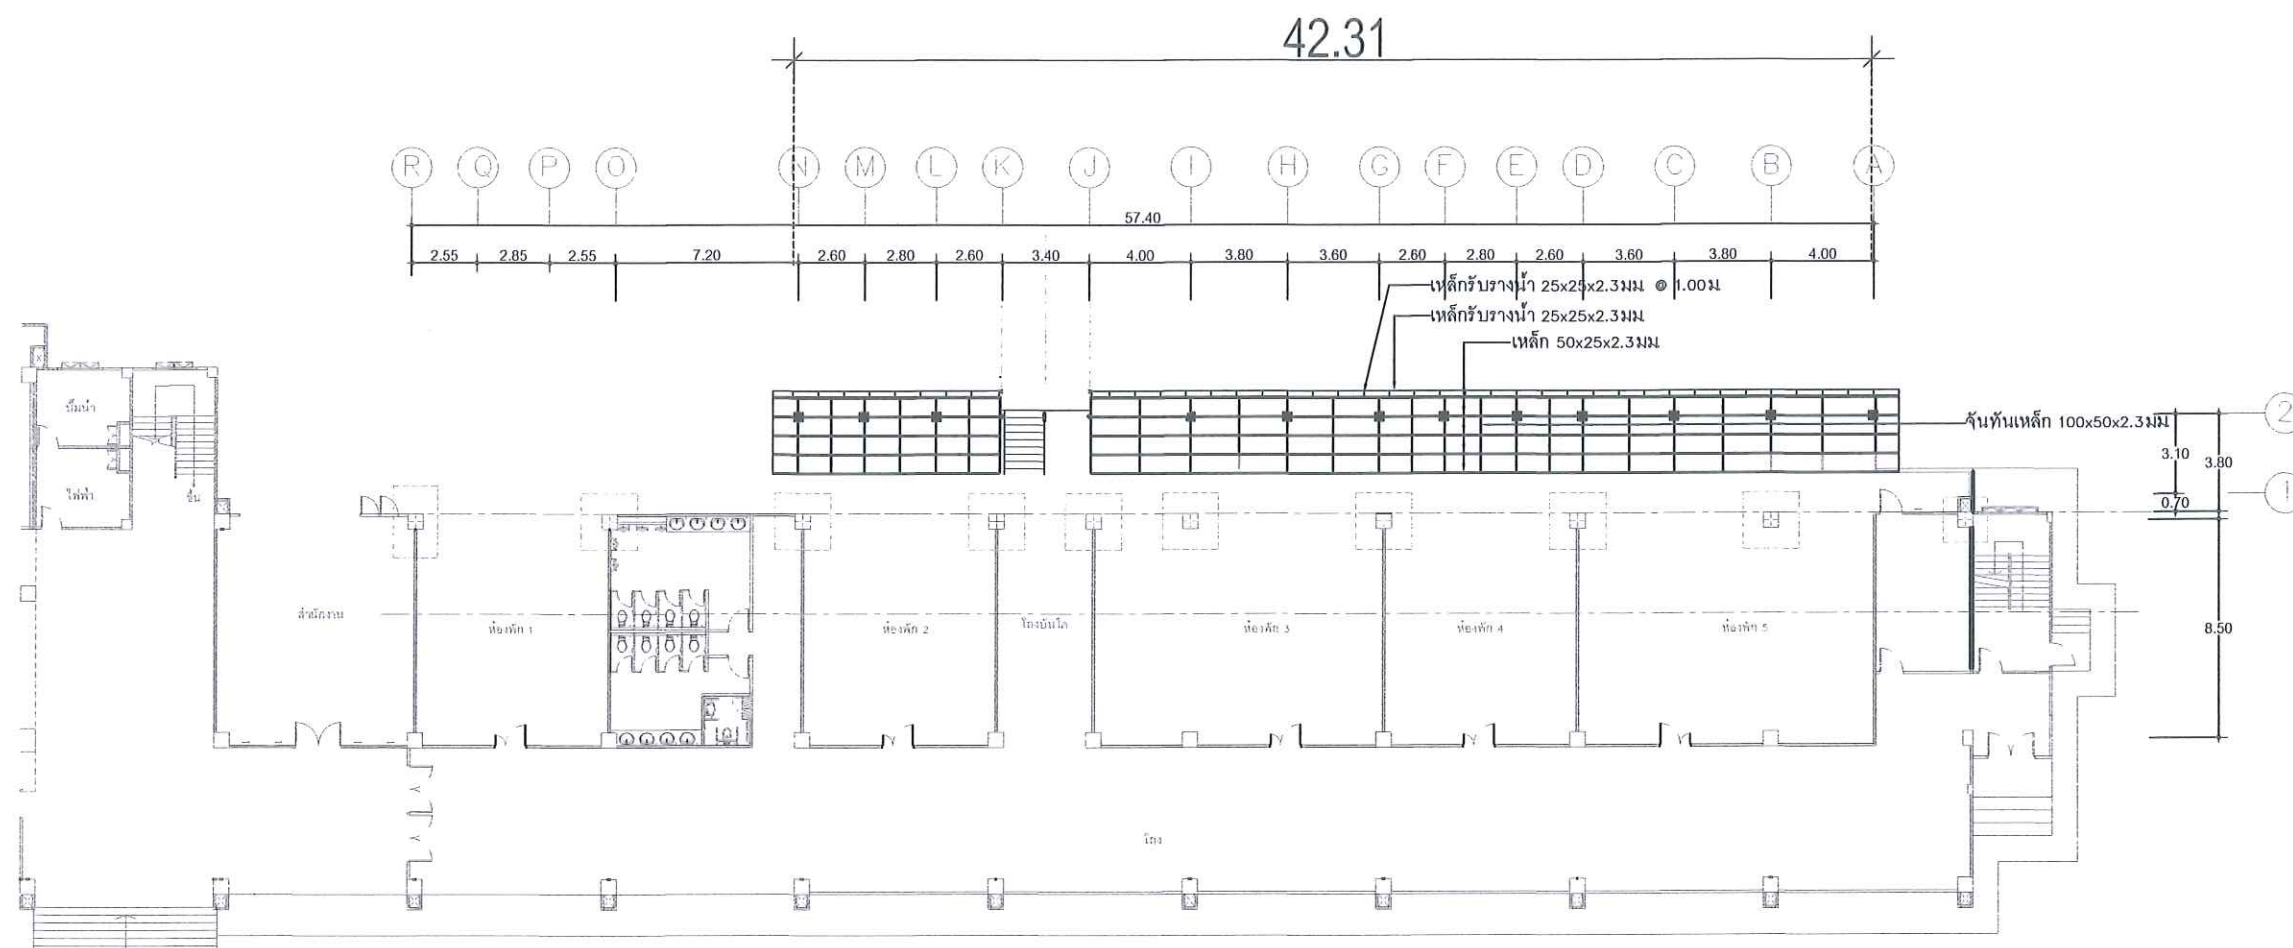 42.31
R Q P O N M L K J I H G F E D C B A
57.40
2.55 2.85 2.55 7.20 2.60 2.80 2.60 3.40 4.00 3.80 3.60 2.60 2.80 2.60 3.60 3.80 4.00
เหล็กรับรางน้ำ 25x25x2.3มม. @ 1.00ม.
เหล็กรับรางน้ำ 25x25x2.3มม.
เหล็ก 50x25x2.3มม.
ปั๊มน้ำ
จันทันเหล็ก 100x50x2.3มม.
2
3.10
3.80
ไฟฟ้า
ขึ้น
1
0.70
สำนักงาน
ห้องพัก 1
ห้องพัก 2
โถงบันได
ห้องพัก 3
ห้องพัก 4
ห้องพัก 5
8.50
โถง